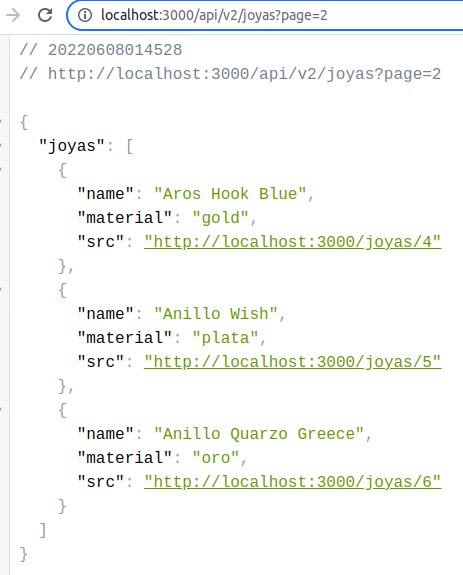 localhost:3000/api/v2/joyas?page=2
// 20220608014528
// http://localhost:3000/api/v2/joyas?page=2
{
"joyas": [
{
"name": "Aros Hook Blue",
"material": "gold",
"src": "http://localhost:3000/joyas/4"
},
{
"name": "Anillo Wish",
"material": "plata",
"src": "http://localhost:3000/joyas/5"
},
{
"name": "Anillo Quarzo Greece",
"material": "oro",
"src": "http://localhost:3000/joyas/6"
}
]
}